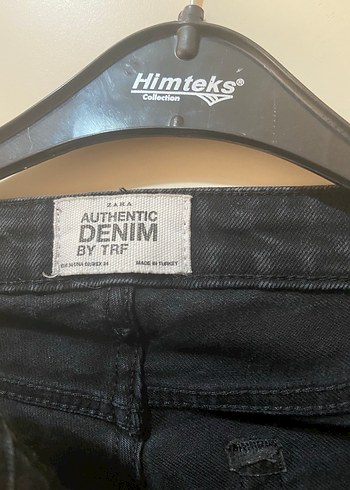 Himteks®
Collection
ZARA
AUTHENTIC
DENIM
BY TRF
MADE IN TURKEY